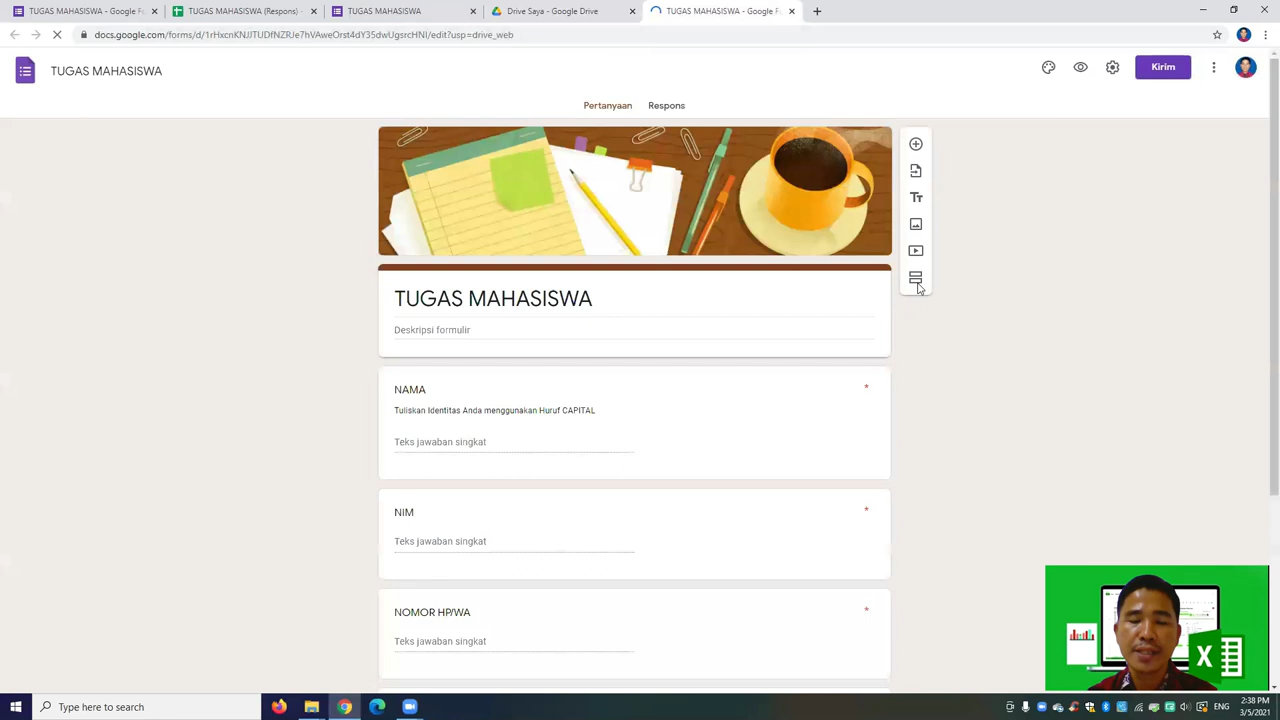 TUGAS MAHASISWA - Google Fo
TUGAS MAHASISWA (Respons) -
TUGAS MAHASISWA
Drive Saya - Google Drive
TUGAS MAHASISWA - Google Fo
docs.google.com/forms/d/1rHxcnKNJJTUDfNZRJe7hVAweOrst4dY35dwUgsrcHNI/edit?usp=drive_web
TUGAS MAHASISWA
Kirim
Pertanyaan
Respons
TUGAS MAHASISWA
Deskripsi formulir
NAMA
*
Tuliskan Identitas Anda menggunakan Huruf CAPITAL
Teks jawaban singkat
NIM
*
Teks jawaban singkat
NOMOR HP/WA
*
Teks jawaban singkat
X
Type here to search
ENG
2:38 PM
3/5/2021